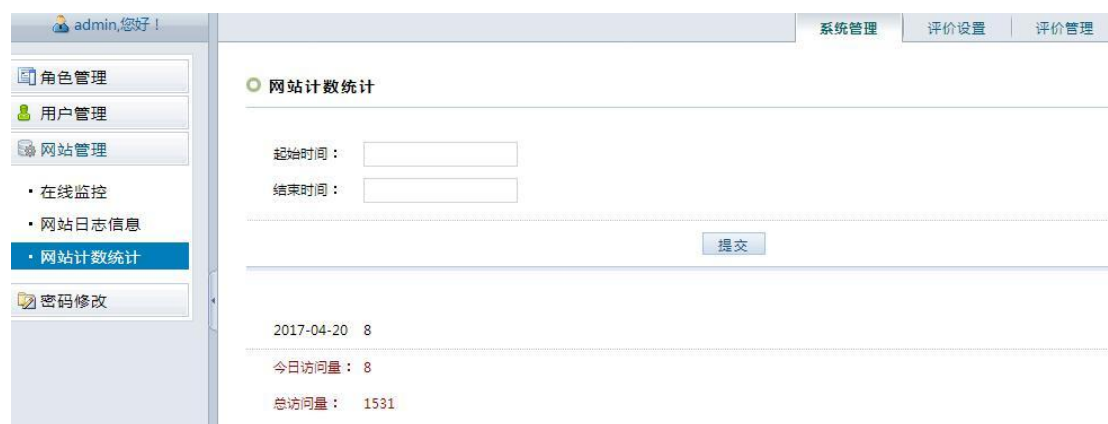 admin,您好！
系统管理 评价设置 评价管理
角色管理
用户管理
网站管理
·在线监控
·网站日志信息
·网站计数统计
密码修改
网站计数统计
起始时间：
结束时间：
提交
2017-04-20 8
今日访问量：8
总访问量： 1531